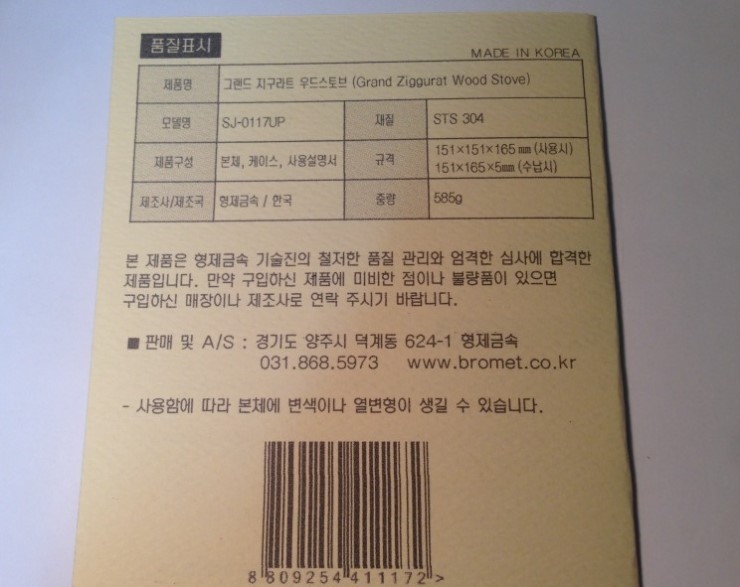 품질표시
MADE IN KOREA
제품명 그랜드 지구라트 우드스토브 (Grand Ziggurat Wood Stove)
모델명 SJ-0117UP 재질 STS 304
제품구성 본체, 케이스, 사용설명서 규격 151×151×165㎜(사용시)
151×165×5㎜(수납시)
제조사/제조국 형제금속 / 한국 중량 585g
본 제품은 형제금속 기술진의 철저한 품질 관리와 엄격한 심사에 합격한
제품입니다. 만약 구입하신 제품에 미비한 점이나 불량품이 있으면
구입하신 매장이나 제조사로 연락 주시기 바랍니다.
■ 판매 및 A/S : 경기도 양주시 덕계동 624-1 형제금속
031.868.5973 www.bromet.co.kr
- 사용함에 따라 본체에 변색이나 열변형이 생길 수 있습니다.
8 809254 411172 >